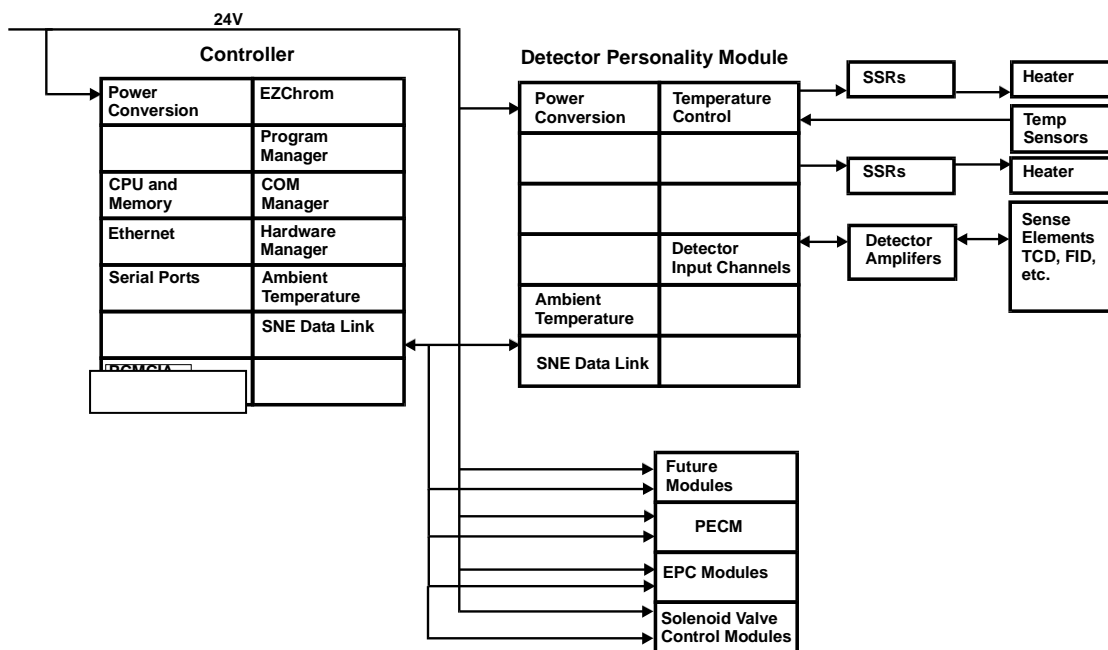 24V
Controller
Power
Conversion
EZChrom
Program
Manager
CPU and
Memory
COM
Manager
Ethernet
Hardware
Manager
Serial Ports
Ambient
Temperature
SNE Data Link
Detector Personality Module
Power
Conversion
Temperature
Control
Detector
Input Channels
Ambient
Temperature
SNE Data Link
SSRs
Heater
Temp
Sensors
SSRs
Heater
Detector
Amplifers
Sense
Elements
TCD, FID,
etc.
Future
Modules
PECM
EPC Modules
Solenoid Valve
Control Modules